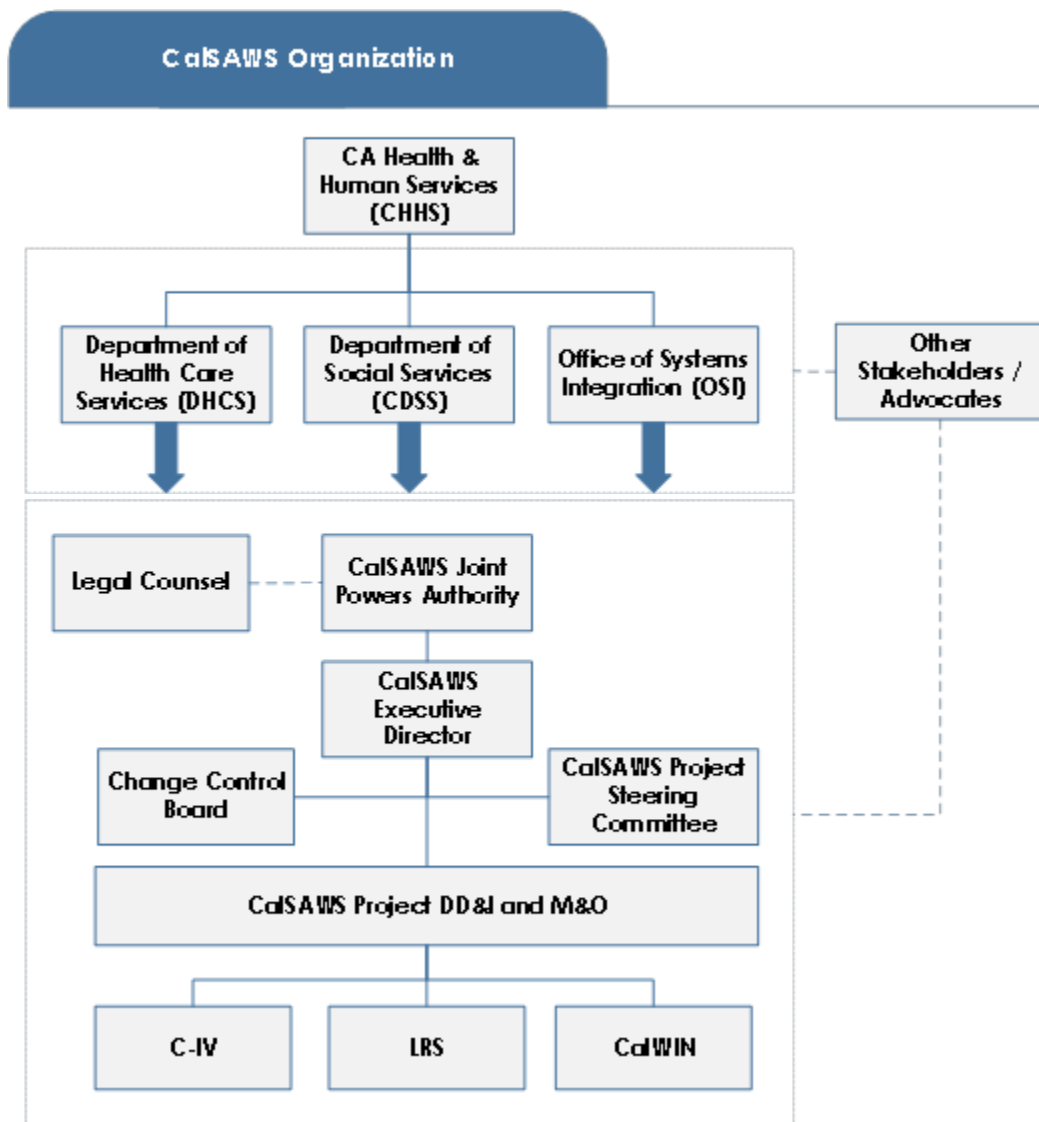 CalSAWS Organization
CA Health &
Human Services
(CHHS)
Department of
Health Care
Services (DHCS)
Department of
Social Services
(CDSS)
Office of Systems
Integration (OSI)
Other
Stakeholders /
Advocates
Legal Counsel
CalSAWS Joint
Powers Authority
CalSAWS
Executive
Director
Change Control
Board
CalSAWS Project
Steering
Committee
CalSAWS Project DD&I and M&O
C-IV
LRS
CalWIN